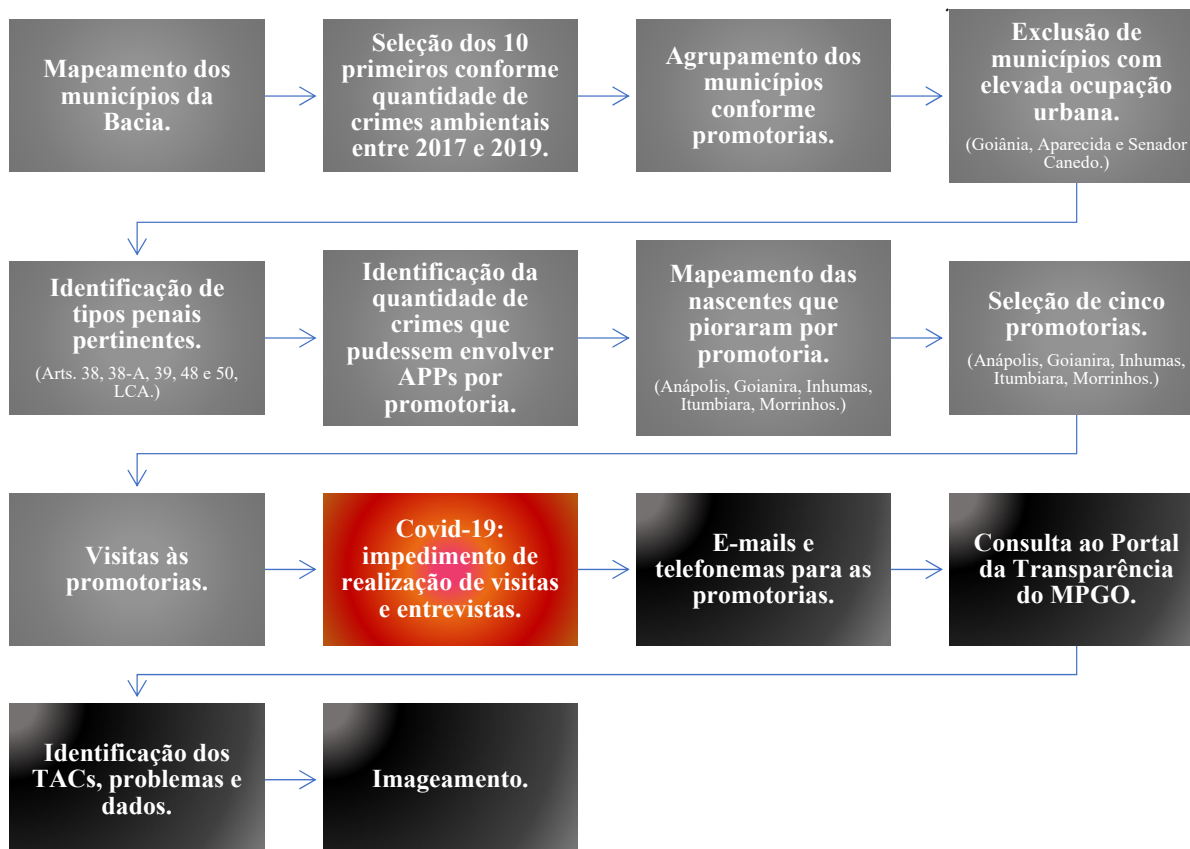 Mapeamento dos
municípios da
Bacia.
Seleção dos 10
primeiros conforme
quantidade de
crimes ambientais
entre 2017 e 2019.
Agrupamento dos
municípios
conforme
promotorias.
Exclusão de
municípios com
elevada ocupação
urbana.
(Goiânia, Aparecida e Senador
Canedo.)
Identificação de
tipos penais
pertinentes.
(Arts. 38, 38-A, 39, 48 e 50,
LCA.)
Identificação da
quantidade de
crimes que
pudessem envolver
APPs por
promotoria.
Mapeamento das
nascentes que
pioraram por
promotoria.
(Anápolis, Goianira, Inhumas,
Itumbiara, Morrinhos.)
Seleção de cinco
promotorias.
(Anápolis, Goianira, Inhumas,
Itumbiara, Morrinhos.)
Visitas às
promotorias.
Covid-19:
impedimento de
realização de visitas
e entrevistas.
E-mails e
telefonemas para as
promotorias.
Consulta ao Portal
da Transparência
do MPGO.
Identificação dos
TACs, problemas e
dados.
Imageamento.